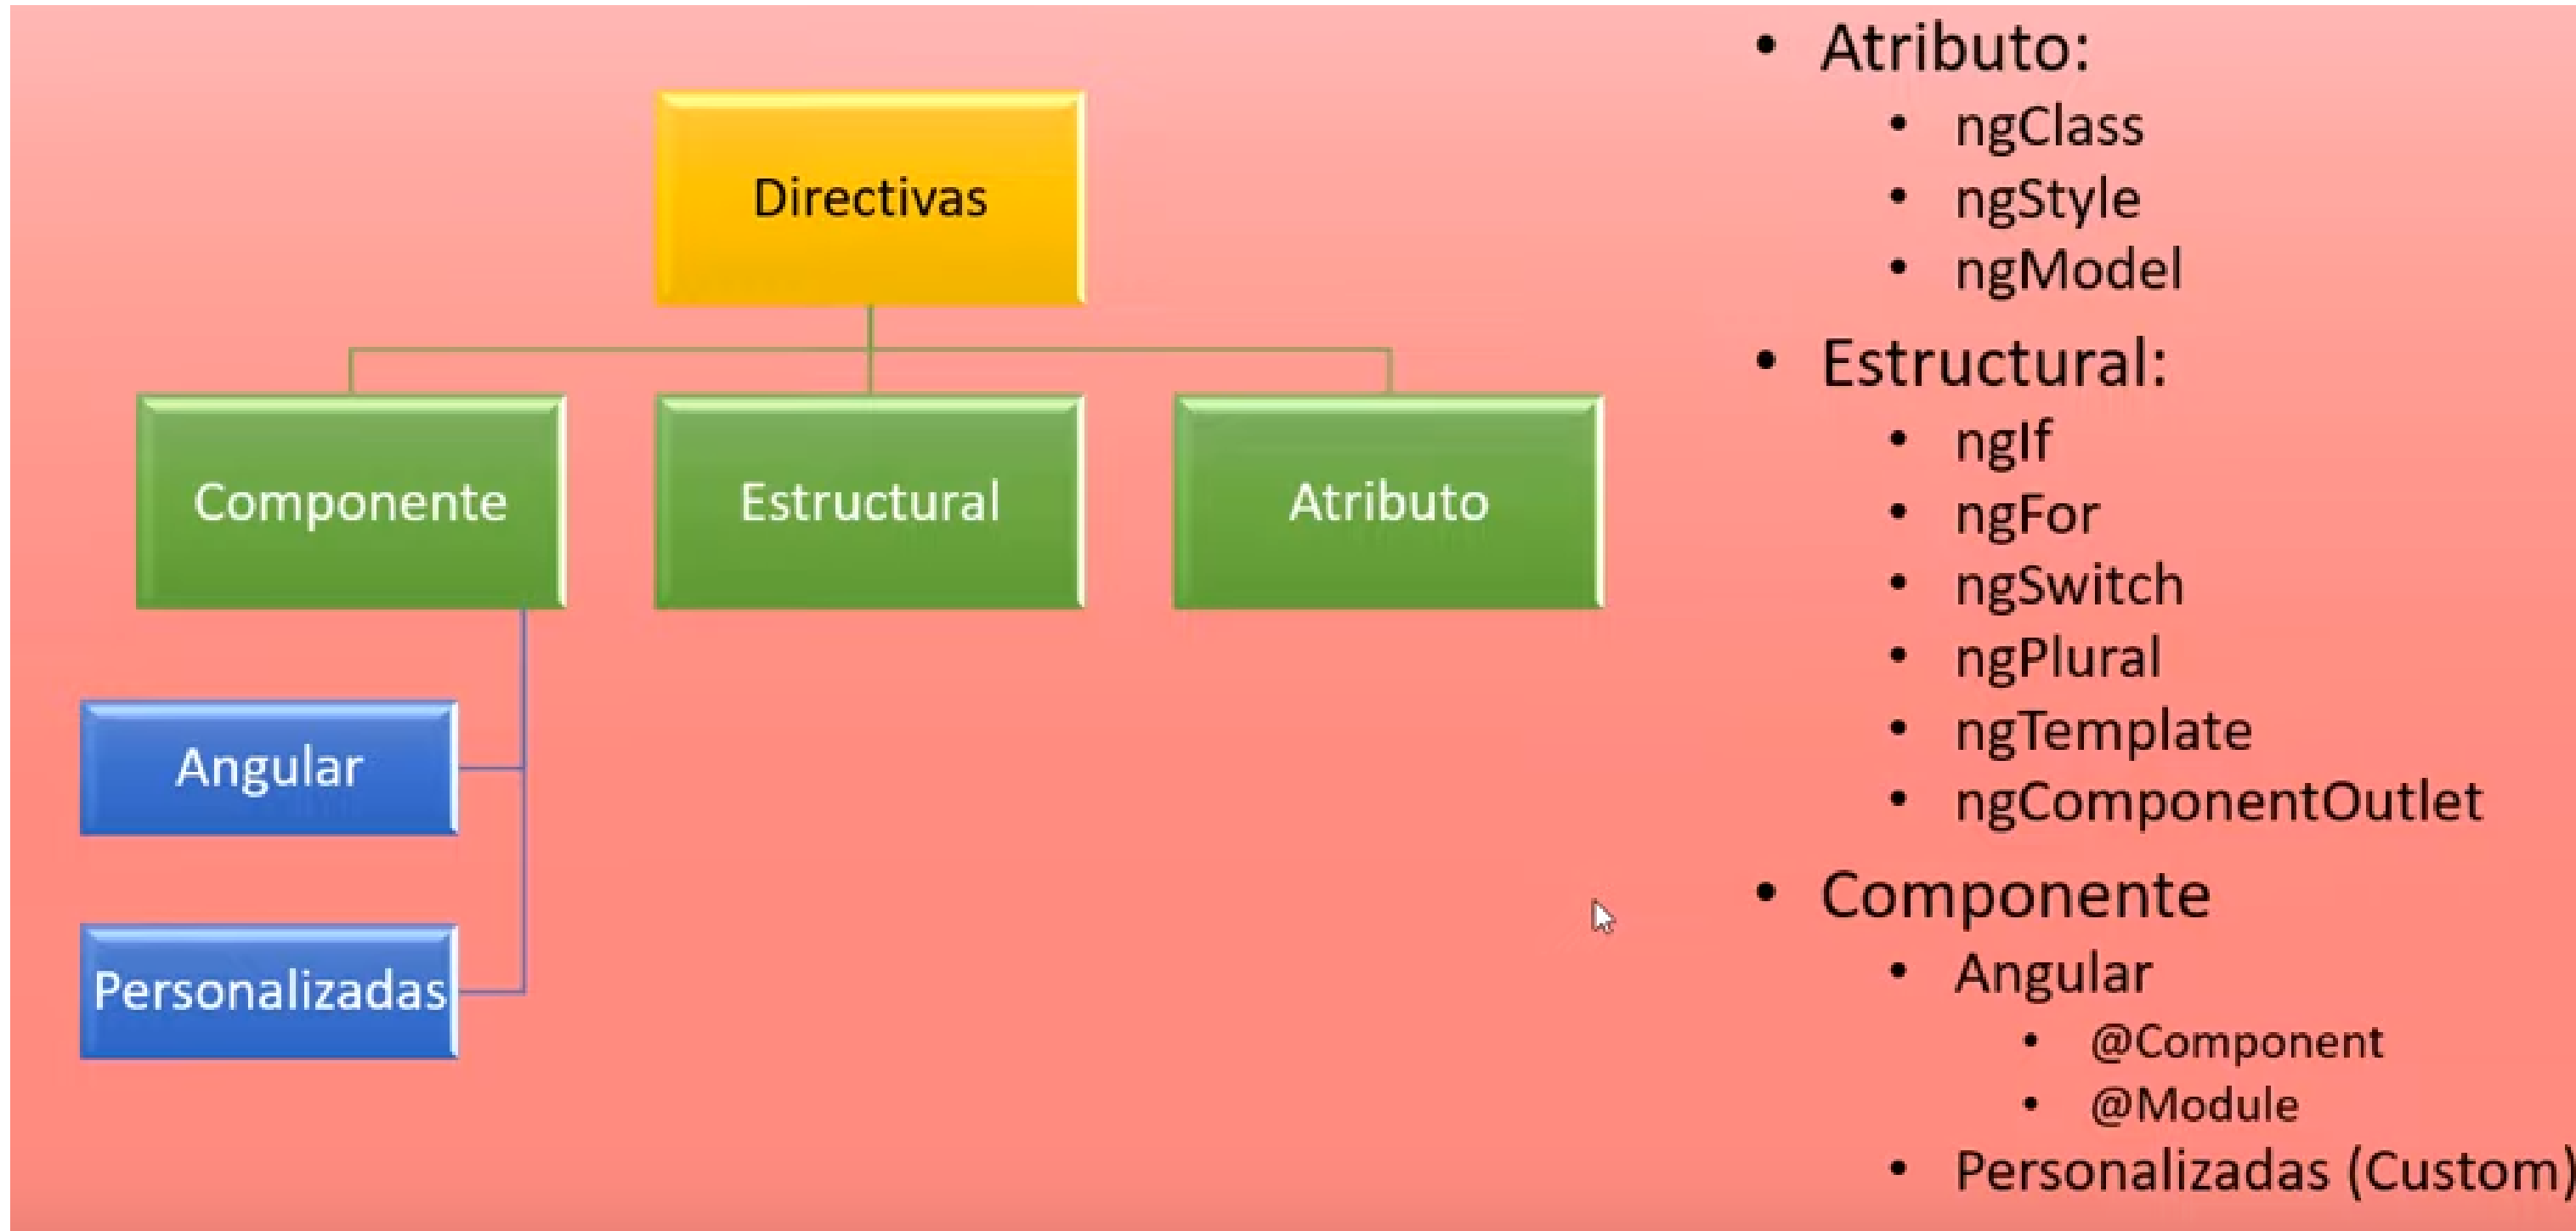 Directivas
Componente
Estructural
Atributo
Angular
Personalizadas
• Atributo:
• ngClass
• ngStyle
• ngModel
• Estructural:
• ngIf
• ngFor
• ngSwitch
• ngPlural
• ngTemplate
• ngComponentOutlet
• Componente
• Angular
• @Component
• @Module
• Personalizadas (Custom)